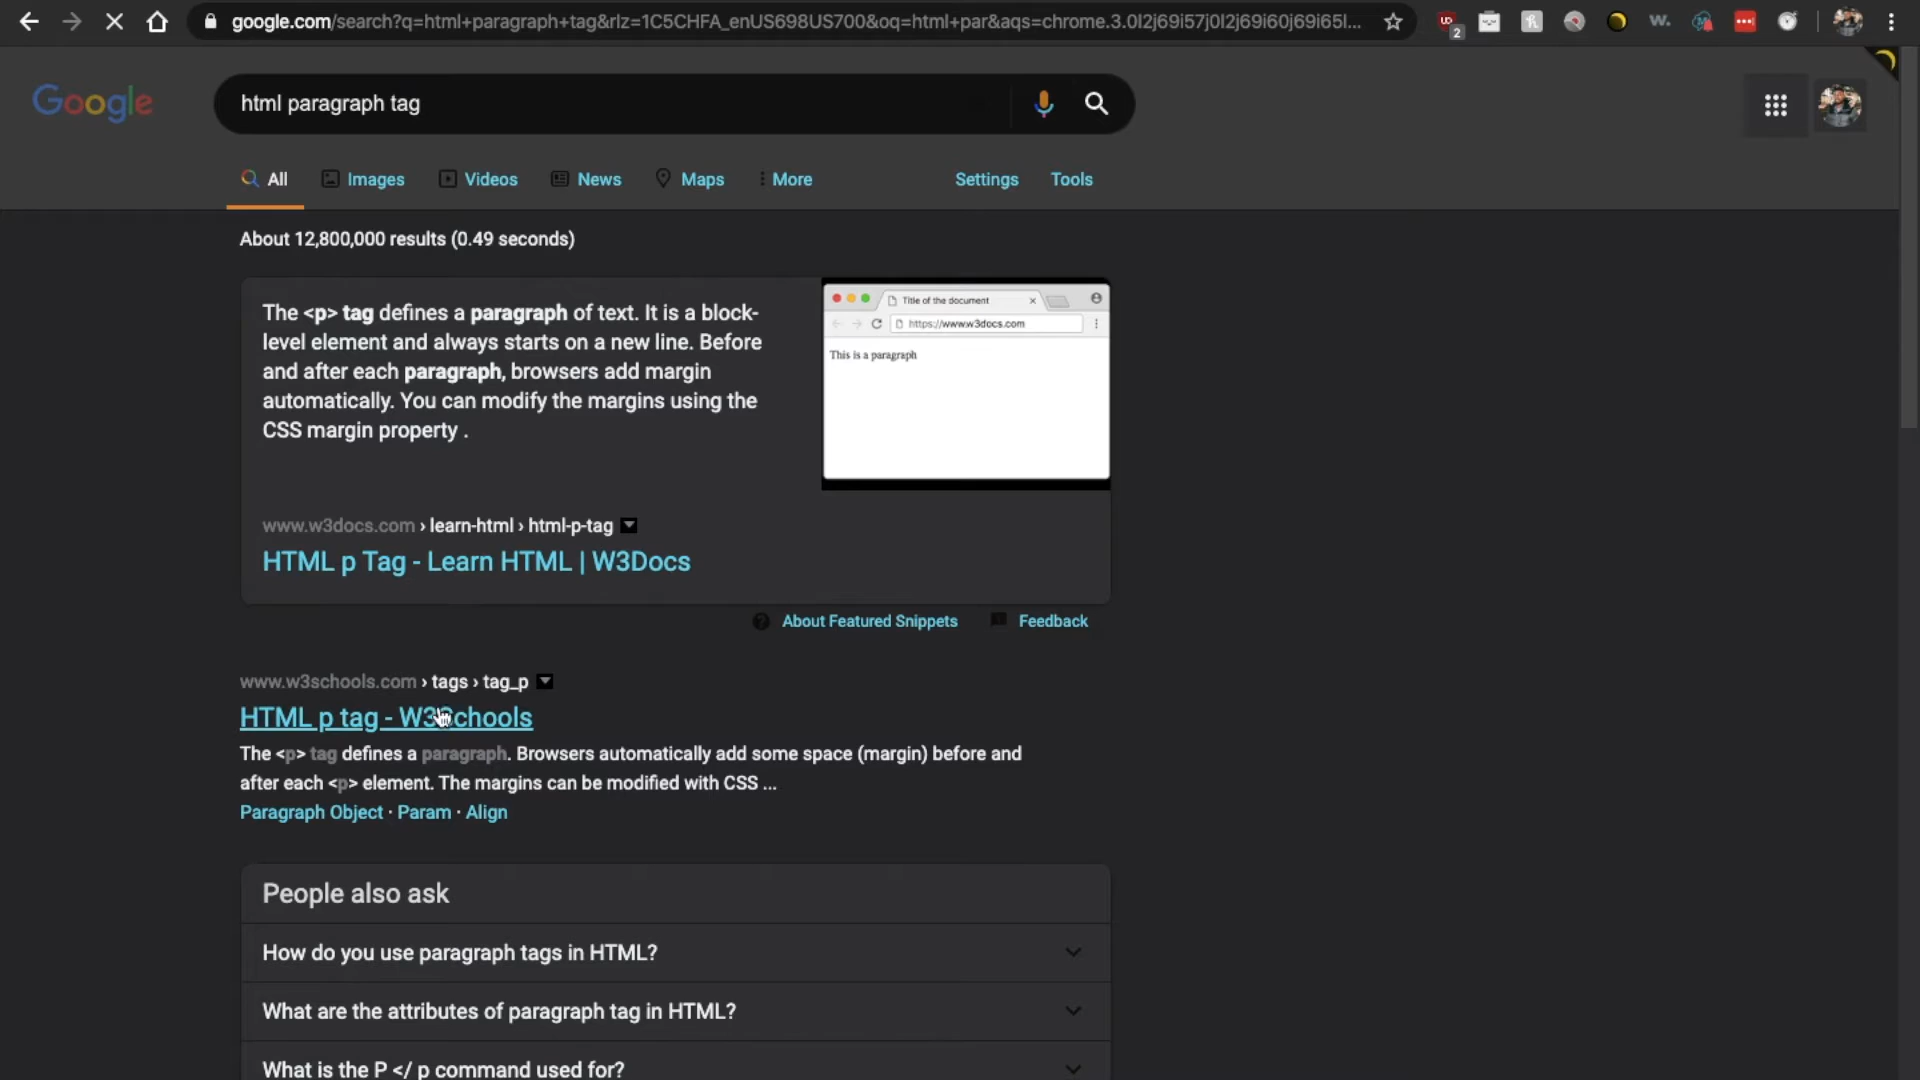 google.com/search?q=html+paragraph+tag&rlz=1C5CHFA_enUS698US700&oq=html+par&aqs=chrome.3.0l2j69i57j0l2j69i60j69i65l...
UD
2
w.
Google
html paragraph tag
All
Images
Videos
News
Maps
More
Settings
Tools
About 12,800,000 results (0.49 seconds)
The <p> tag defines a paragraph of text. It is a block-
level element and always starts on a new line. Before
and after each paragraph, browsers add margin
automatically. You can modify the margins using the
CSS margin property .
Title of the document
https://www.w3docs.com
This is a paragraph
www.w3docs.com › learn-html › html-p-tag
HTML p Tag - Learn HTML | W3Docs
About Featured Snippets
Feedback
www.w3schools.com › tags › tag_p
HTML p tag - W3Schools
The <p> tag defines a paragraph. Browsers automatically add some space (margin) before and
after each <p> element. The margins can be modified with CSS ...
Paragraph Object · Param · Align
People also ask
How do you use paragraph tags in HTML?
What are the attributes of paragraph tag in HTML?
What is the P </ p command used for?